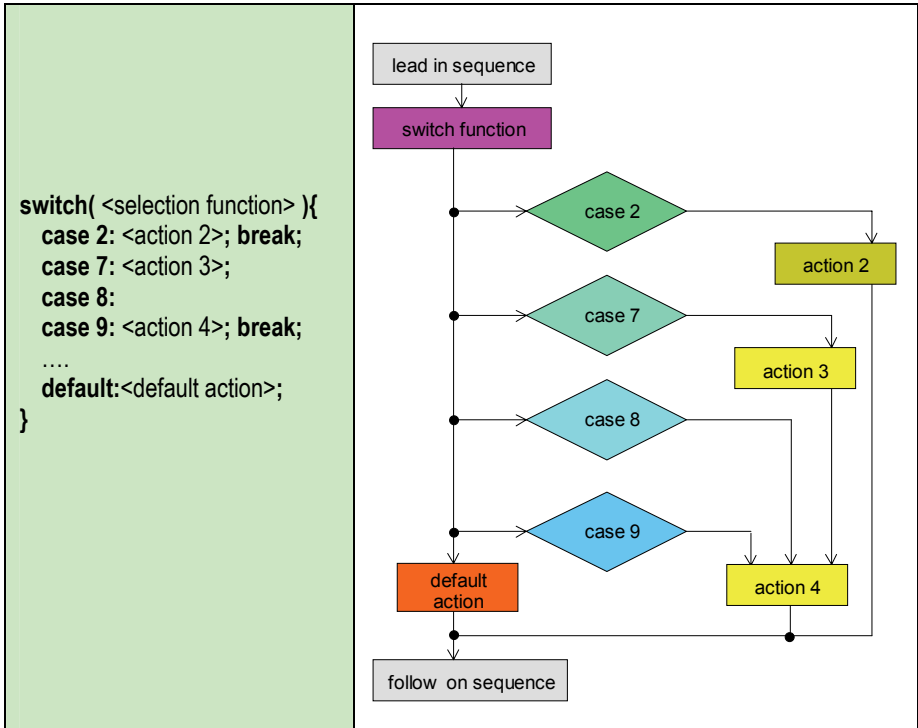 switch( <selection function> ){
case 2: <action 2>; break;
case 7: <action 3>;
case 8:
case 9: <action 4>; break;
….
default:<default action>;
}
lead in sequence
switch function
case 2
action 2
case 7
action 3
case 8
case 9
default
action
action 4
follow on sequence